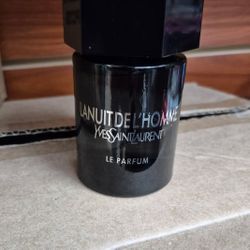 LANUIT DE L'HOMME
YVESSAINTLAURENT
LE PARFUM